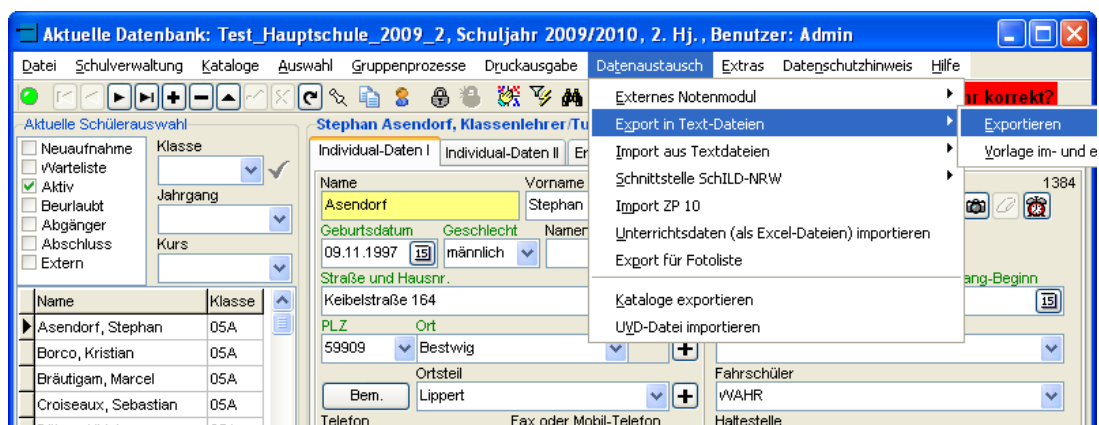 Aktuelle Datenbank: Test_Hauptschule_2009_2, Schuljahr 2009/2010, 2. Hj. , Benutzer: Admin
Datei Schulverwaltung Kataloge Auswahl Gruppenprozesse Druckausgabe Datenaustausch Extras Datenschutzhinweis Hilfe
hr korrekt?
Externes Notenmodul
Export in Text-Dateien
Import aus Textdateien
Schnittstelle SchILD-NRW
Import ZP 10
Unterrichtsdaten (als Excel-Dateien) importieren
Export für Fotoliste
Kataloge exportieren
UVD-Datei importieren
Exportieren
Vorlage im- und e
Aktuelle Schülerauswahl
Neuaufnahme
Warteliste
Aktiv
Beurlaubt
Abgänger
Abschluss
Extern
Klasse
Jahrgang
Kurs
Name Klasse
Asendorf, Stephan 05A
Borco, Kristian 05A
Bräutigam, Marcel 05A
Croiseaux, Sebastian 05A
Stephan Asendorf, Klassenlehrer/Tu
Individual-Daten I Individual-Daten II Er
1384
Name Vorname
Asendorf Stephan
Geburtsdatum Geschlecht Namer
09.11.1997 15 männlich
Straße und Hausnr. ang-Beginn
Keibelstraße 164 15
PLZ Ort
59909 Bestwig
Ortsteil Fahrschüler
Bem. Lippert WAHR
Telefon Fax oder Mobil-Telefon Haltestelle